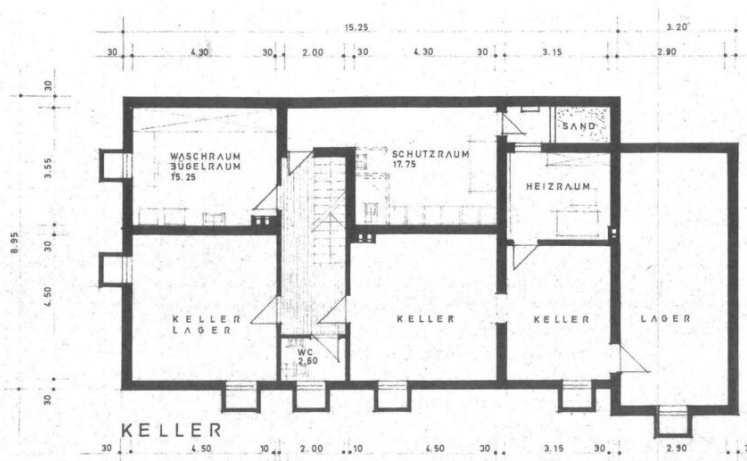 15.25 3.20
30 4.30 30 2.00 30 4.30 30 3.15 30 2.90
30
3.55
30
8.95
4.50
30
WASCHRAUM
BÜGELRAUM
15.25
SCHUTZRAUM
17.75
SAND
HEIZRAUM
KELLER
LAGER
KELLER
KELLER
LAGER
WC
2,60
KELLER
30 4.50 10 2.00 10 4.50 30 3.15 30 2.90